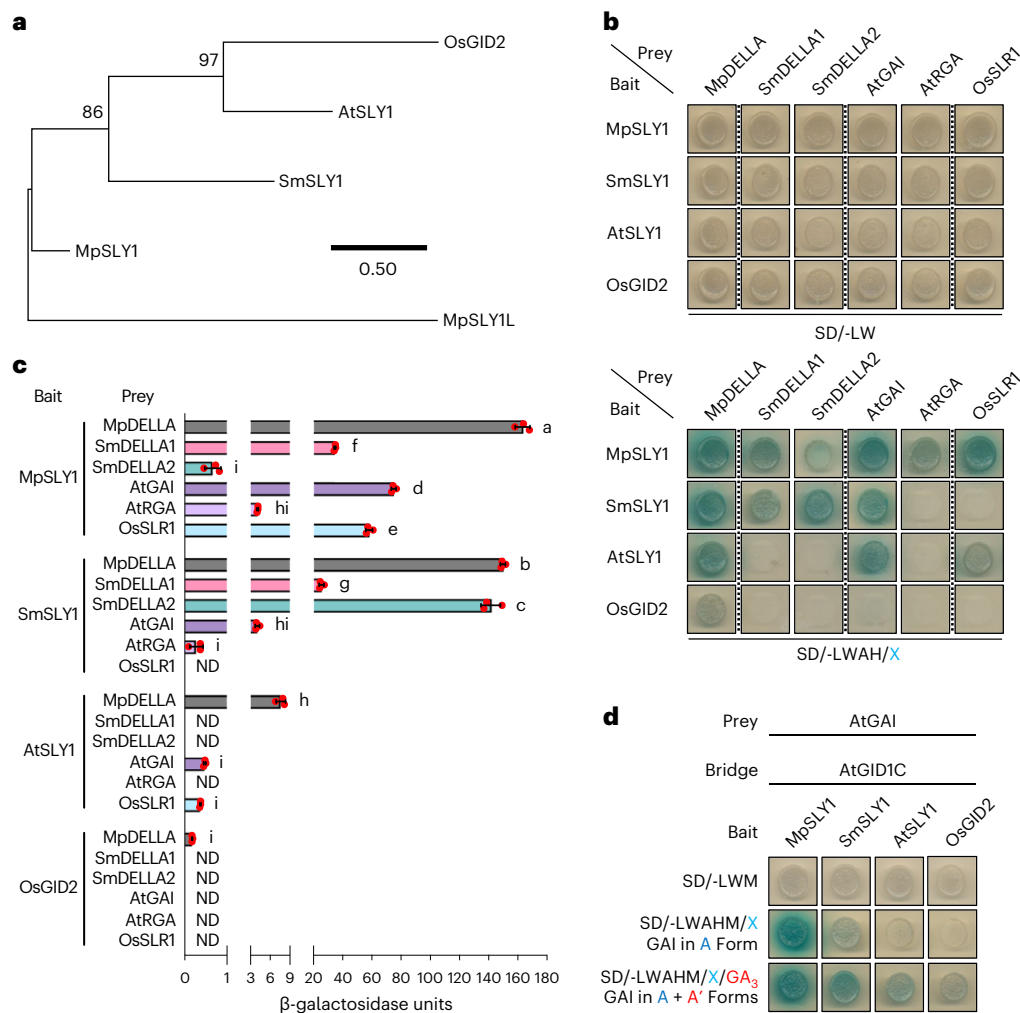 a
OsGID2
97
AtSLY1
86
SmSLY1
MpSLY1
0.50
MpSLY1L
b
Prey
Bait
MpDELLA
SmDELLA1
SmDELLA2
AtGAI
AtRGA
OsSLR1
MpSLY1
SmSLY1
AtSLY1
OsGID2
SD/-LW
Prey
Bait
MpDELLA
SmDELLA1
SmDELLA2
AtGAI
AtRGA
OsSLR1
MpSLY1
SmSLY1
AtSLY1
OsGID2
SD/-LWAH/X
c
Bait Prey
MpSLY1
MpDELLA a
SmDELLA1 f
SmDELLA2 i
AtGAI d
AtRGA hi
OsSLR1 e
SmSLY1
MpDELLA b
SmDELLA1 g
SmDELLA2 c
AtGAI hi
AtRGA i
OsSLR1 ND
AtSLY1
MpDELLA h
SmDELLA1 ND
SmDELLA2 ND
AtGAI i
AtRGA ND
OsSLR1 i
OsGID2
MpDELLA i
SmDELLA1 ND
SmDELLA2 ND
AtGAI ND
AtRGA ND
OsSLR1 ND
0 1 3 6 9 20 40 60 80 100 120 140 160 180
β-galactosidase units
d
Prey AtGAI
Bridge AtGID1C
Bait MpSLY1 SmSLY1 AtSLY1 OsGID2
SD/-LWM
SD/-LWAHM/X
GAI in A Form
SD/-LWAHM/X/GA₃
GAI in A + A′ Forms